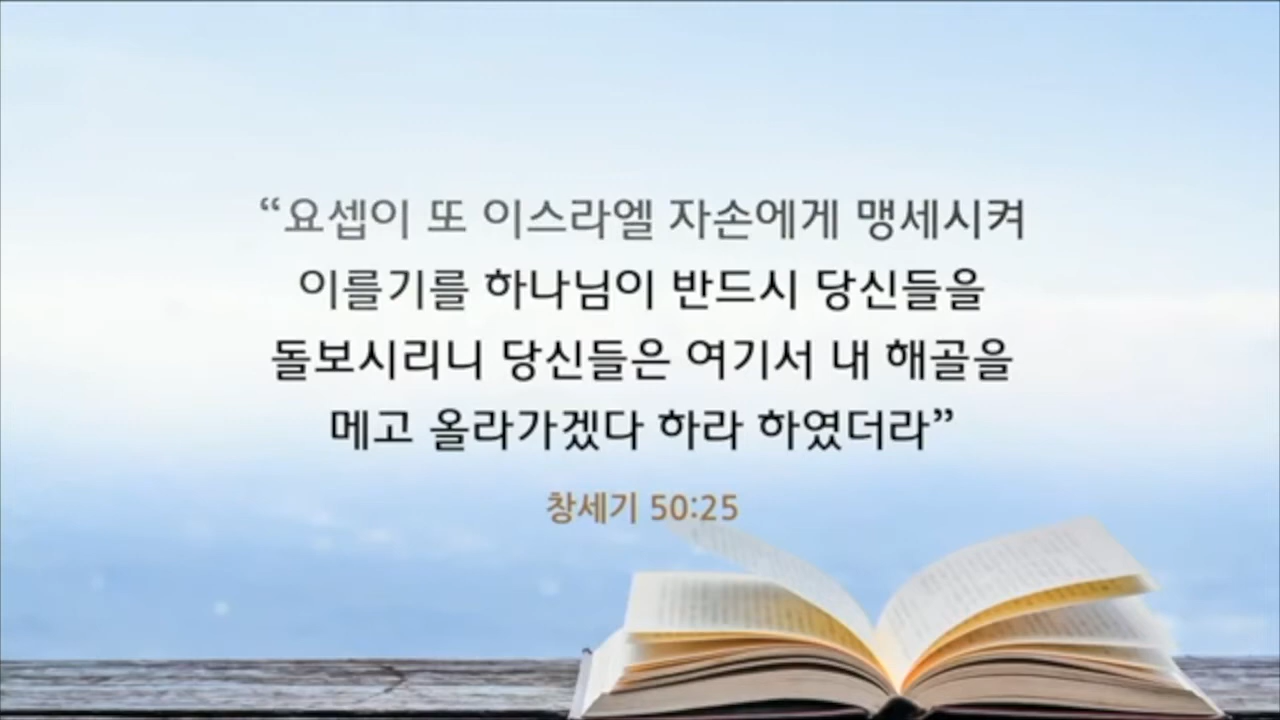 “요셉이 또 이스라엘 자손에게 맹세시켜
이를기를 하나님이 반드시 당신들을
돌보시리니 당신들은 여기서 내 해골을
메고 올라가겠다 하라 하였더라”
창세기 50:25